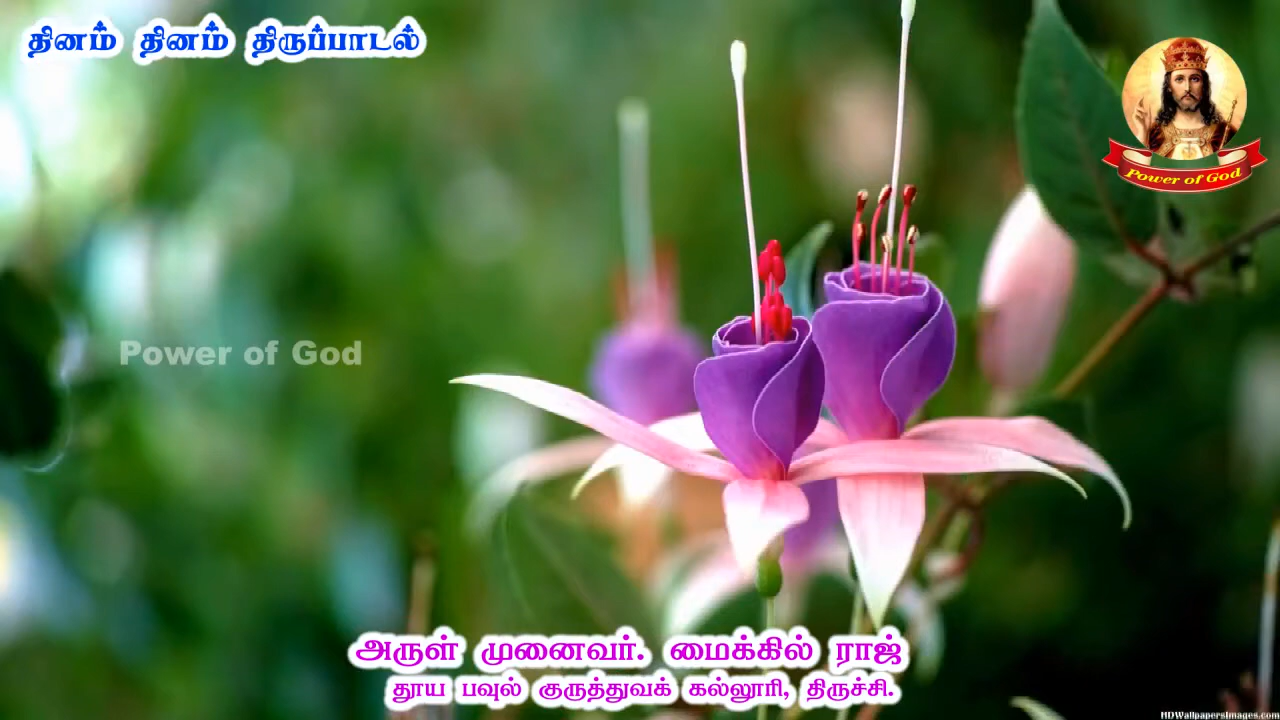 தினம் தினம் திருப்பாடல்
Power of God
Power of God
அருள் முனைவர். மைக்கில் ராஜ்
தூய பவுல் குருத்துவக் கல்லூரி, திருச்சி.
HDWallpapersImages.com